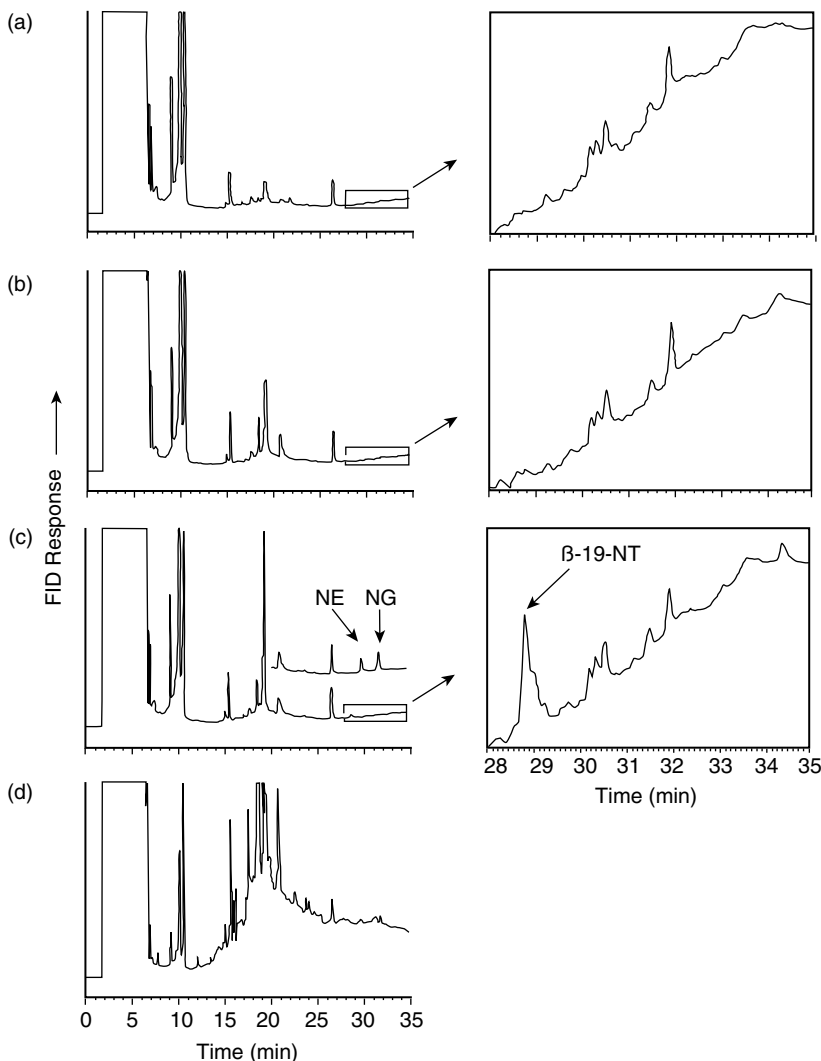 (a)
(b)
(c)
NE NG
ß-19-NT
FID Response
28 29 30 31 32 33 34 35
Time (min)
(d)
0 5 10 15 20 25 30 35
Time (min)